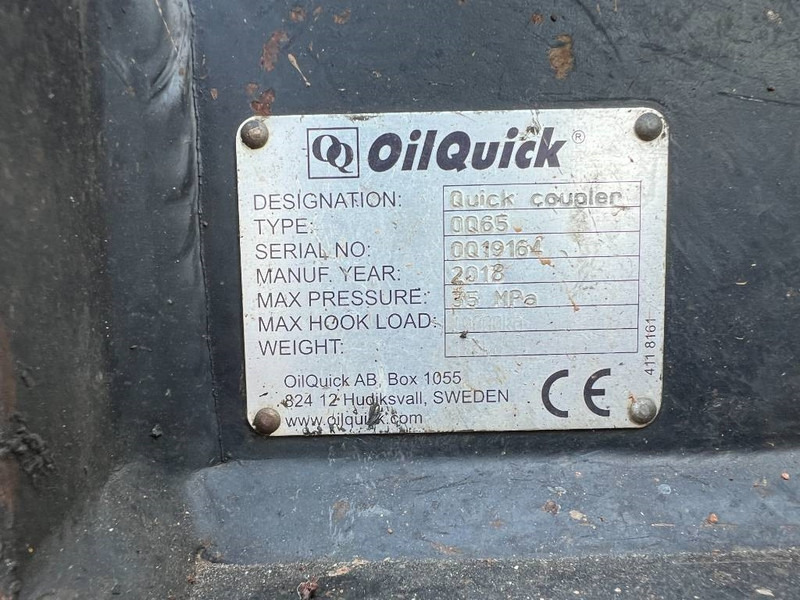 OQ OilQuick®
DESIGNATION: Quick coupler
TYPE: OQ65
SERIAL NO: OQ19164
MANUF. YEAR: 2018
MAX PRESSURE: 35 MPa
MAX HOOK LOAD:
WEIGHT:
OilQuick AB, Box 1055
824 12 Hudiksvall, SWEDEN
www.oilquick.com
CE
411 8161